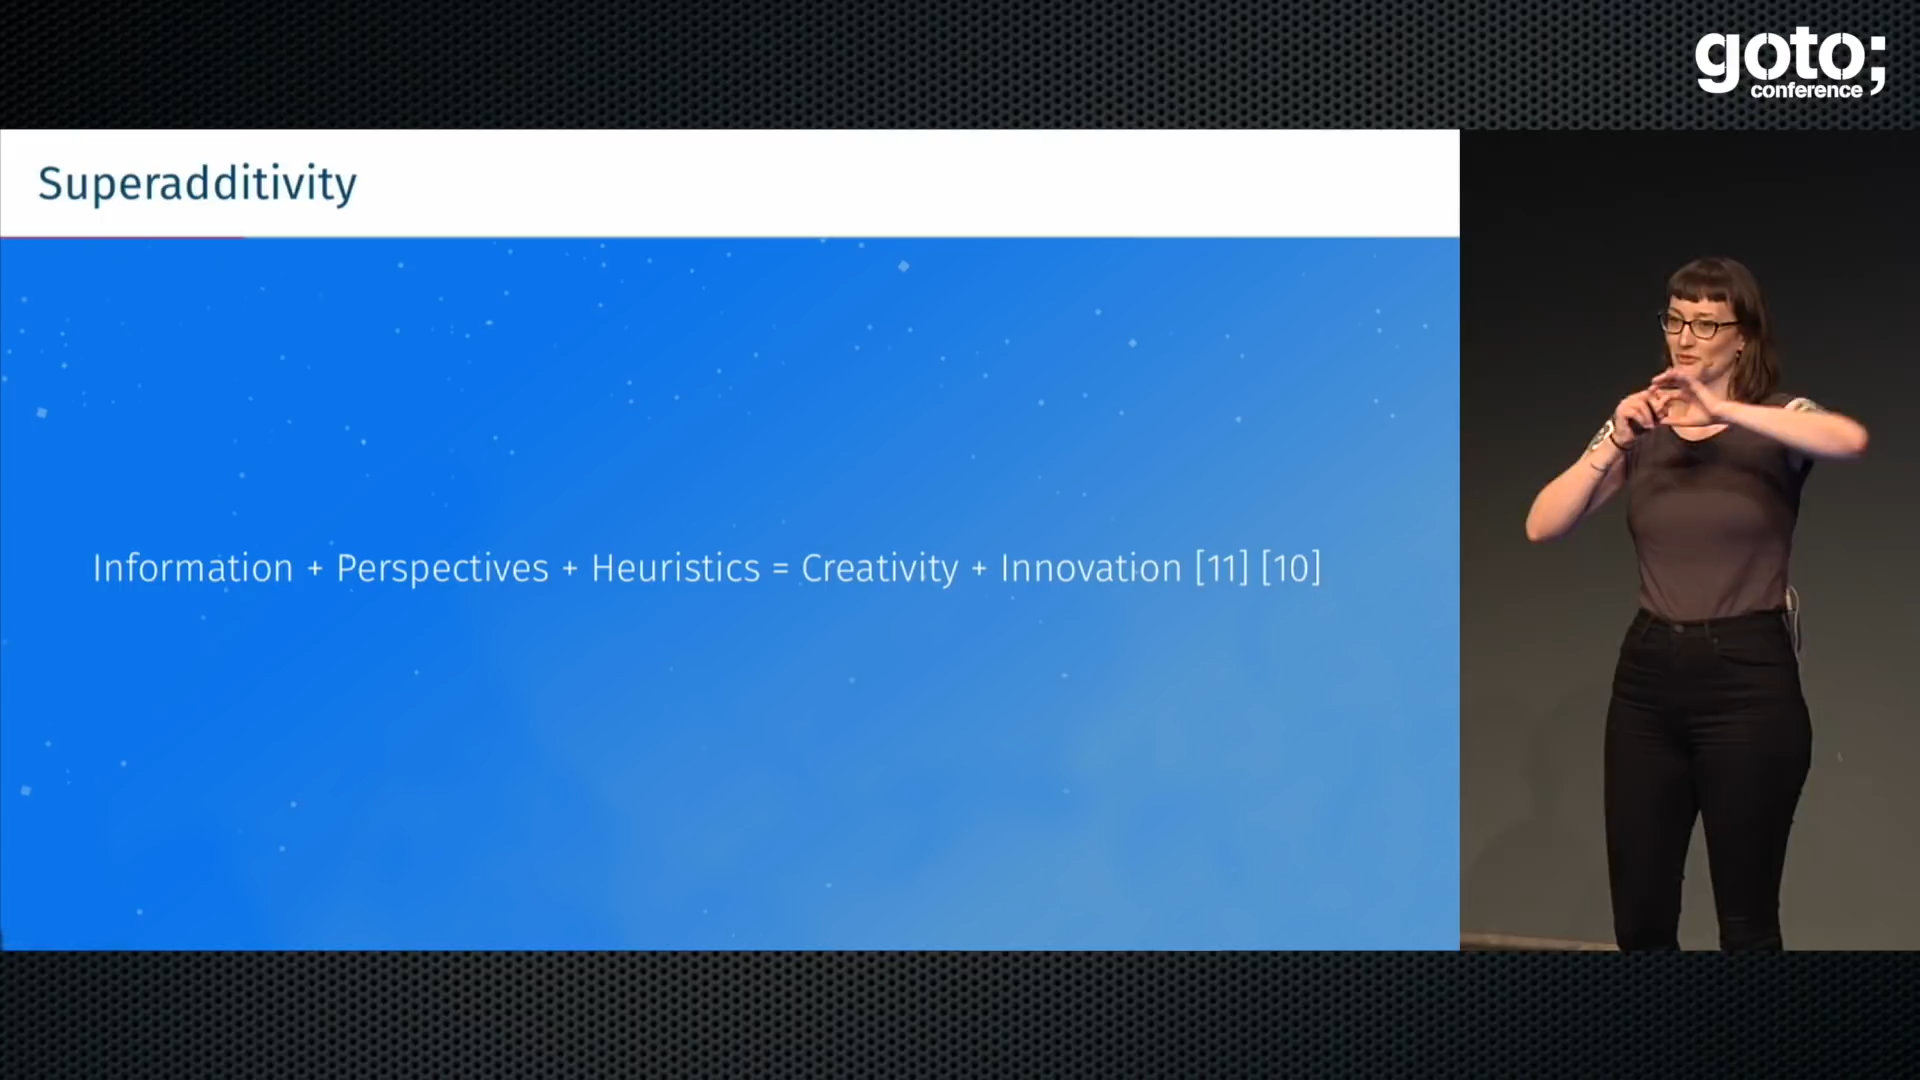 goto;
conference
Superadditivity
Information + Perspectives + Heuristics = Creativity + Innovation [11] [10]